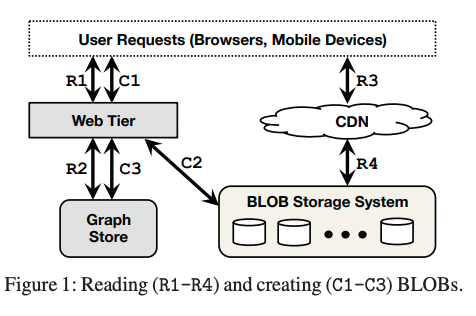 User Requests (Browsers, Mobile Devices)
R1 C1 R3
Web Tier
CDN
R2 C3 C2 R4
Graph
Store
BLOB Storage System
Figure 1: Reading (R1-R4) and creating (C1-C3) BLOBs.